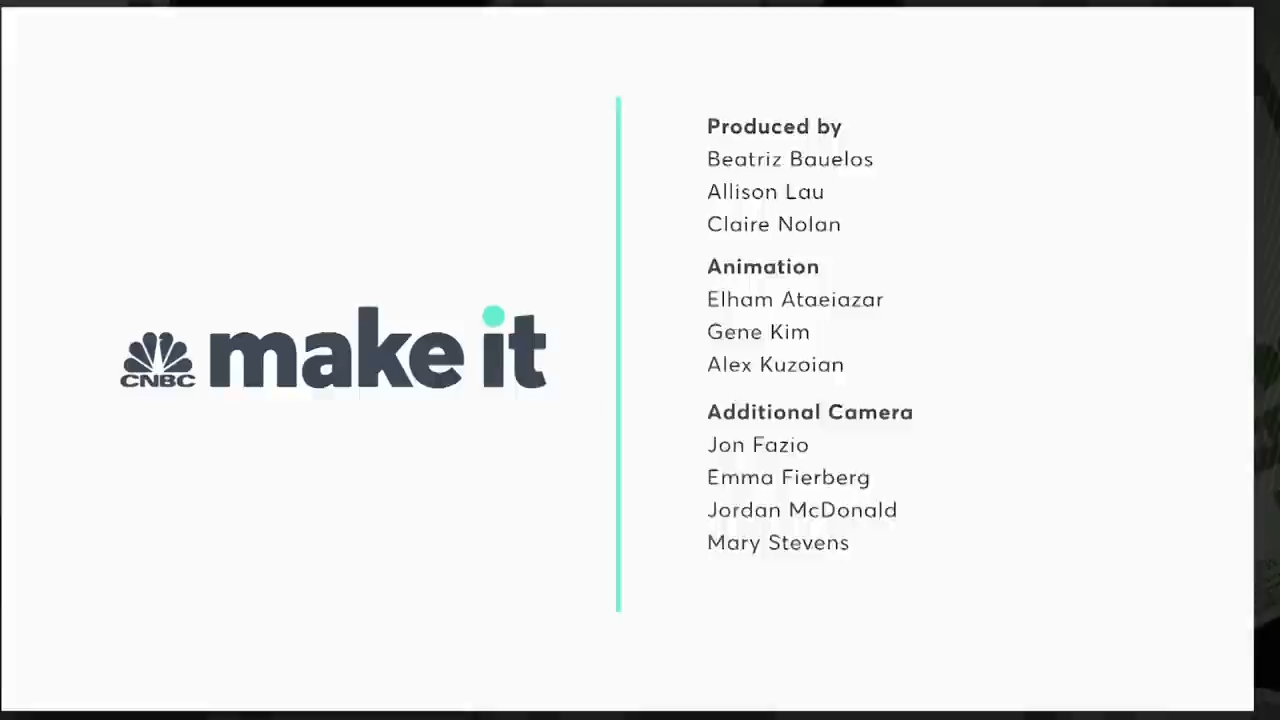 CNBC make it
Produced by
Beatriz Bauelos
Allison Lau
Claire Nolan
Animation
Elham Ataeiazar
Gene Kim
Alex Kuzoian
Additional Camera
Jon Fazio
Emma Fierberg
Jordan McDonald
Mary Stevens